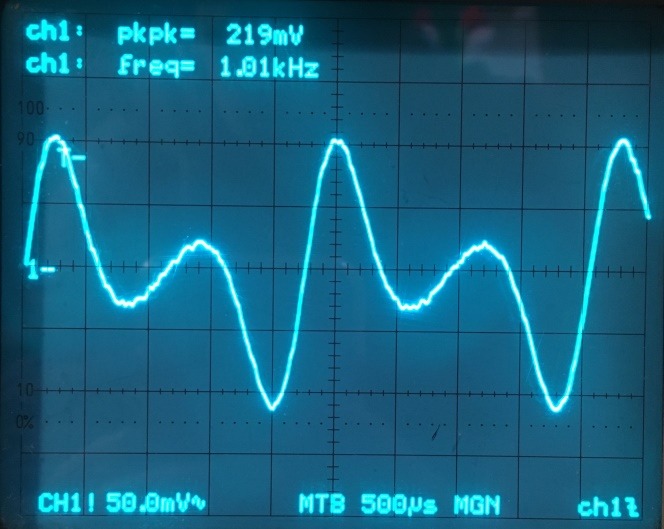 ch1: pkpk= 219mV
ch1: freq= 1.01kHz
100
90
T-
1-
10
0%
CH1! 50.0mV~ MTB 500µs MGN ch1